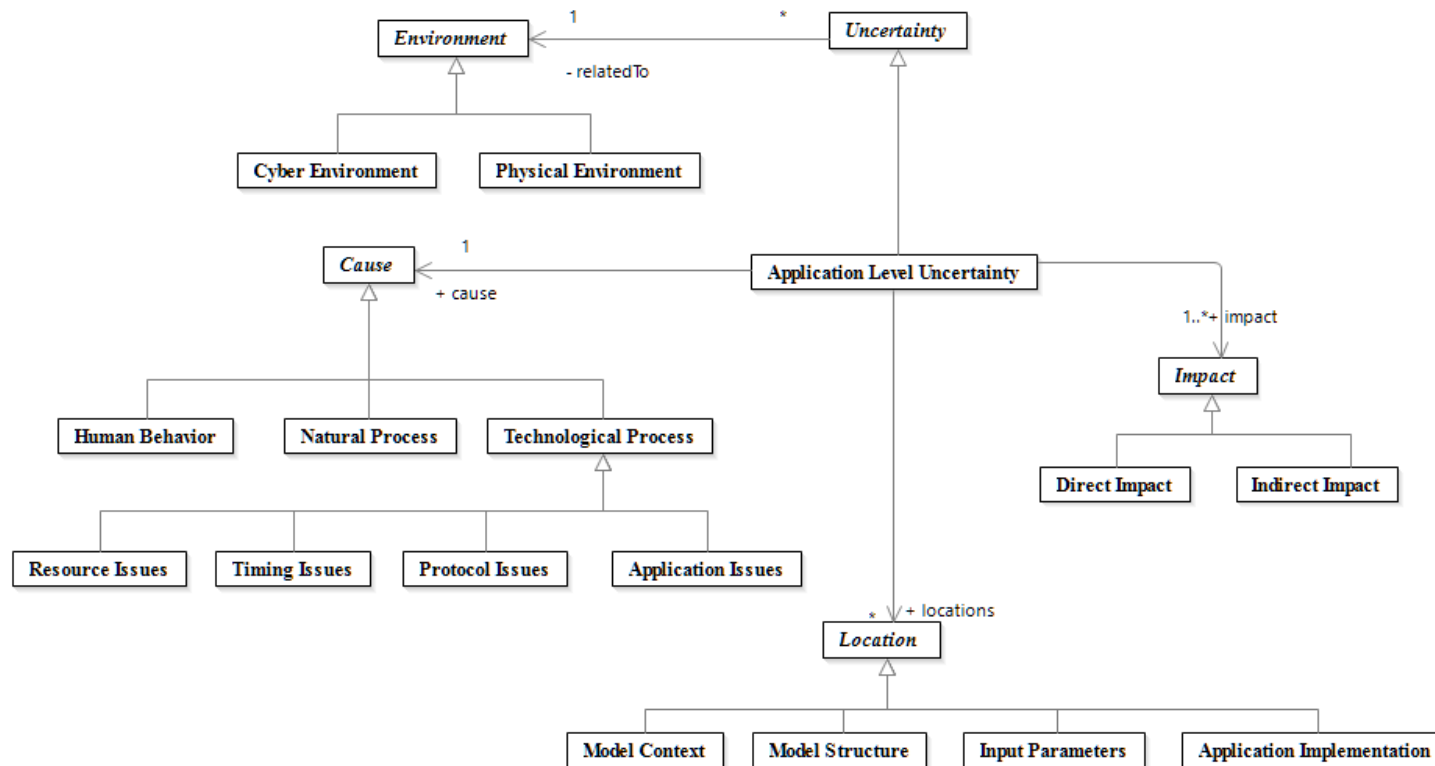 1
*
Environment
Uncertainty
- relatedTo
Cyber Environment
Physical Environment
1
Cause
Application Level Uncertainty
+ cause
1..*+ impact
Impact
Human Behavior
Natural Process
Technological Process
Direct Impact
Indirect Impact
Resource Issues
Timing Issues
Protocol Issues
Application Issues
* + locations
Location
Model Context
Model Structure
Input Parameters
Application Implementation